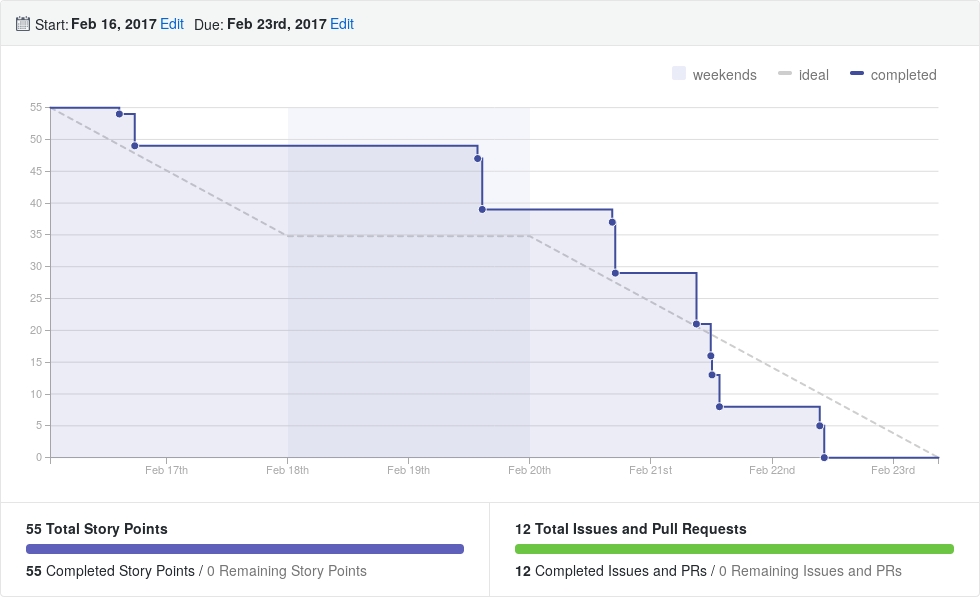 Start: Feb 16, 2017 Edit Due: Feb 23rd, 2017 Edit
weekends ideal completed
55
50
45
40
35
30
25
20
15
10
5
0
Feb 17th Feb 18th Feb 19th Feb 20th Feb 21st Feb 22nd Feb 23rd
55 Total Story Points
55 Completed Story Points / 0 Remaining Story Points
12 Total Issues and Pull Requests
12 Completed Issues and PRs / 0 Remaining Issues and PRs